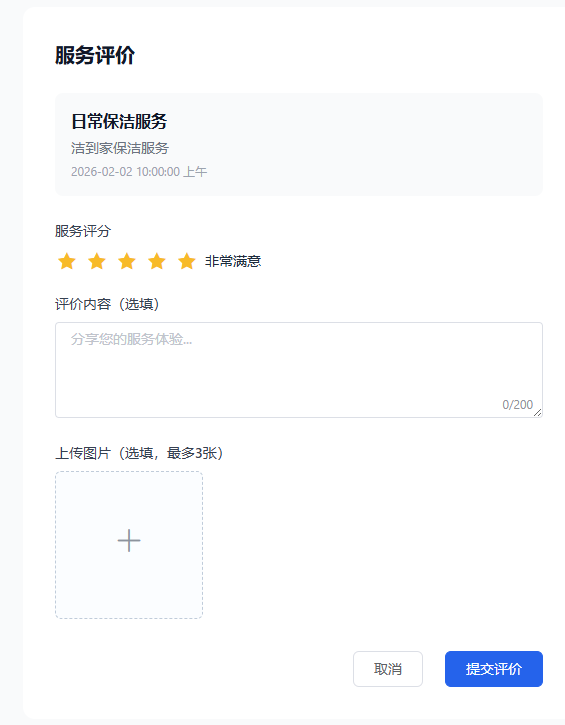 服务评价
日常保洁服务
洁到家保洁服务
2026-02-02 10:00:00 上午
服务评分
非常满意
评价内容（选填）
分享您的服务体验...
0/200
上传图片（选填，最多3张）
取消
提交评价